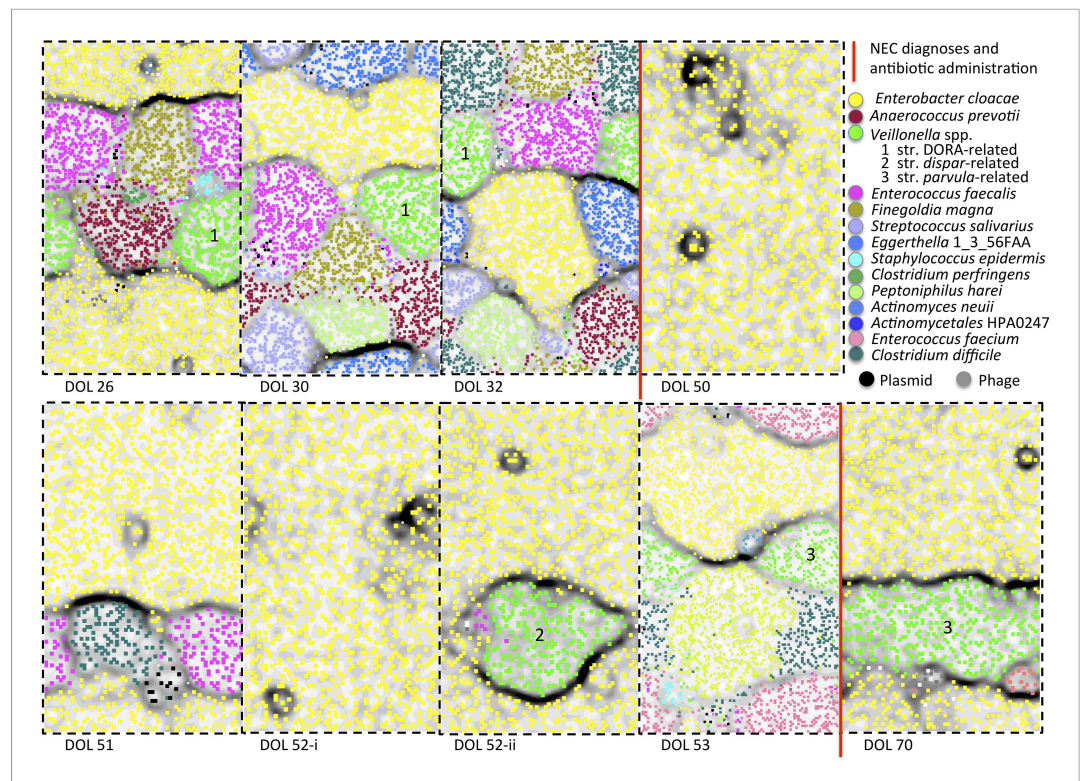 NEC diagnoses and
antibiotic administration
Enterobacter cloacae
Anaerococcus prevotii
Veillonella spp.
1 str. DORA-related
2 str. dispar-related
3 str. parvula-related
Enterococcus faecalis
Finegoldia magna
Streptococcus salivarius
Eggerthella 1_3_56FAA
Staphylococcus epidermis
Clostridium perfringens
Peptoniphilus harei
Actinomyces neuii
Actinomycetales HPA0247
Enterococcus faecium
Clostridium difficile
Plasmid Phage
1
1
1
DOL 26 DOL 30 DOL 32 DOL 50
2
3
3
DOL 51 DOL 52-i DOL 52-ii DOL 53 DOL 70